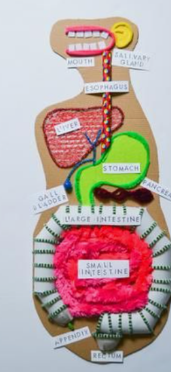 MOUTH
SALIVARY
GLAND
ESOPHAGUS
LIVER
STOMACH
GALL
BLADDER
PANCREAS
LARGE INTESTINE
SMALL
INTESTINE
APPENDIX
RECTUM